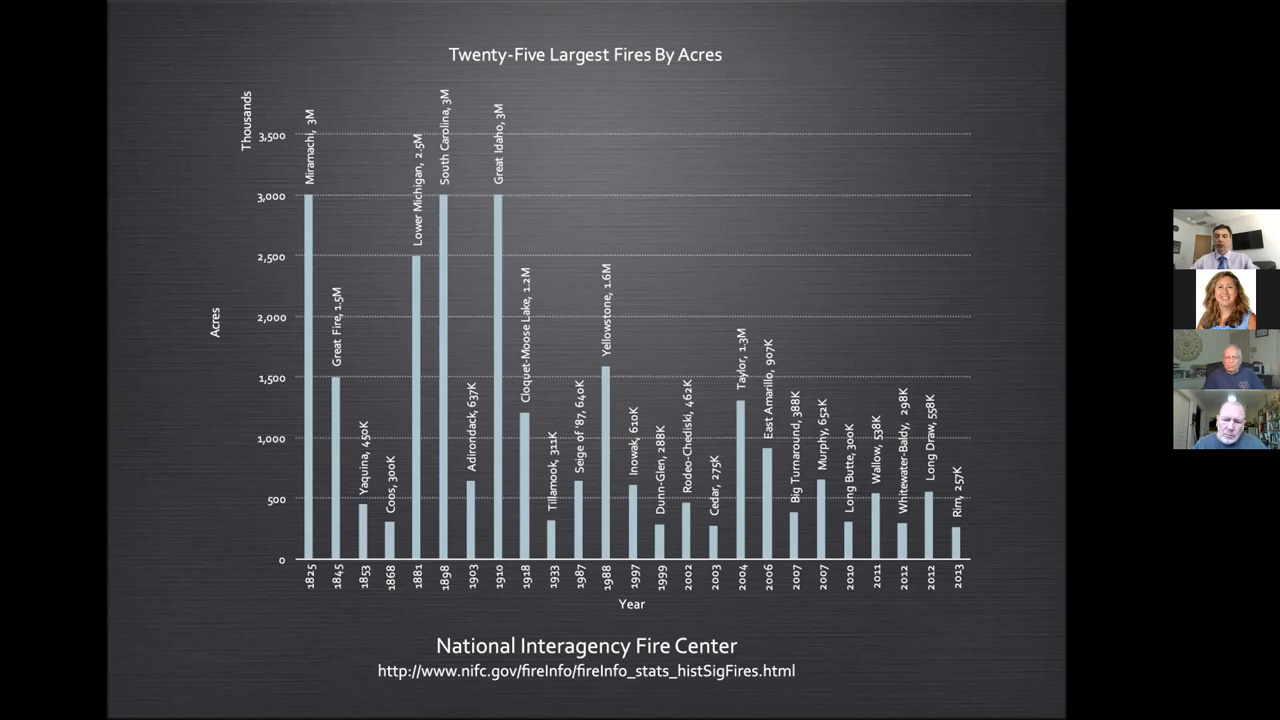 Twenty-Five Largest Fires By Acres
Thousands
3,500
3,000
2,500
2,000
1,500
1,000
500
0
Acres
Miramachi, 3M
Great Fire, 1.5M
Yaquina, 450K
Coos, 300K
Lower Michigan, 2.5M
South Carolina, 3M
Adirondack, 637K
Great Idaho, 3M
Cloquet-Moose Lake, 1.2M
Tillamook, 311K
Seige of '87, 640K
Yellowstone, 1.6M
Inowak, 610K
Dunn-Glen, 288K
Rodeo-Chediski, 462K
Cedar, 275K
Taylor, 1.3M
East Amarillo, 907K
Big Turnaround, 388K
Murphy, 652K
Long Butte, 300K
Wallow, 538K
Whitewater-Baldy, 298K
Long Draw, 558K
Rim, 257K
1825
1845
1853
1868
1881
1898
1903
1910
1918
1933
1987
1988
1997
1999
2002
2003
2004
2006
2007
2007
2010
2011
2012
2012
2013
Year
National Interagency Fire Center
http://www.nifc.gov/fireInfo/fireInfo_stats_histSigFires.html